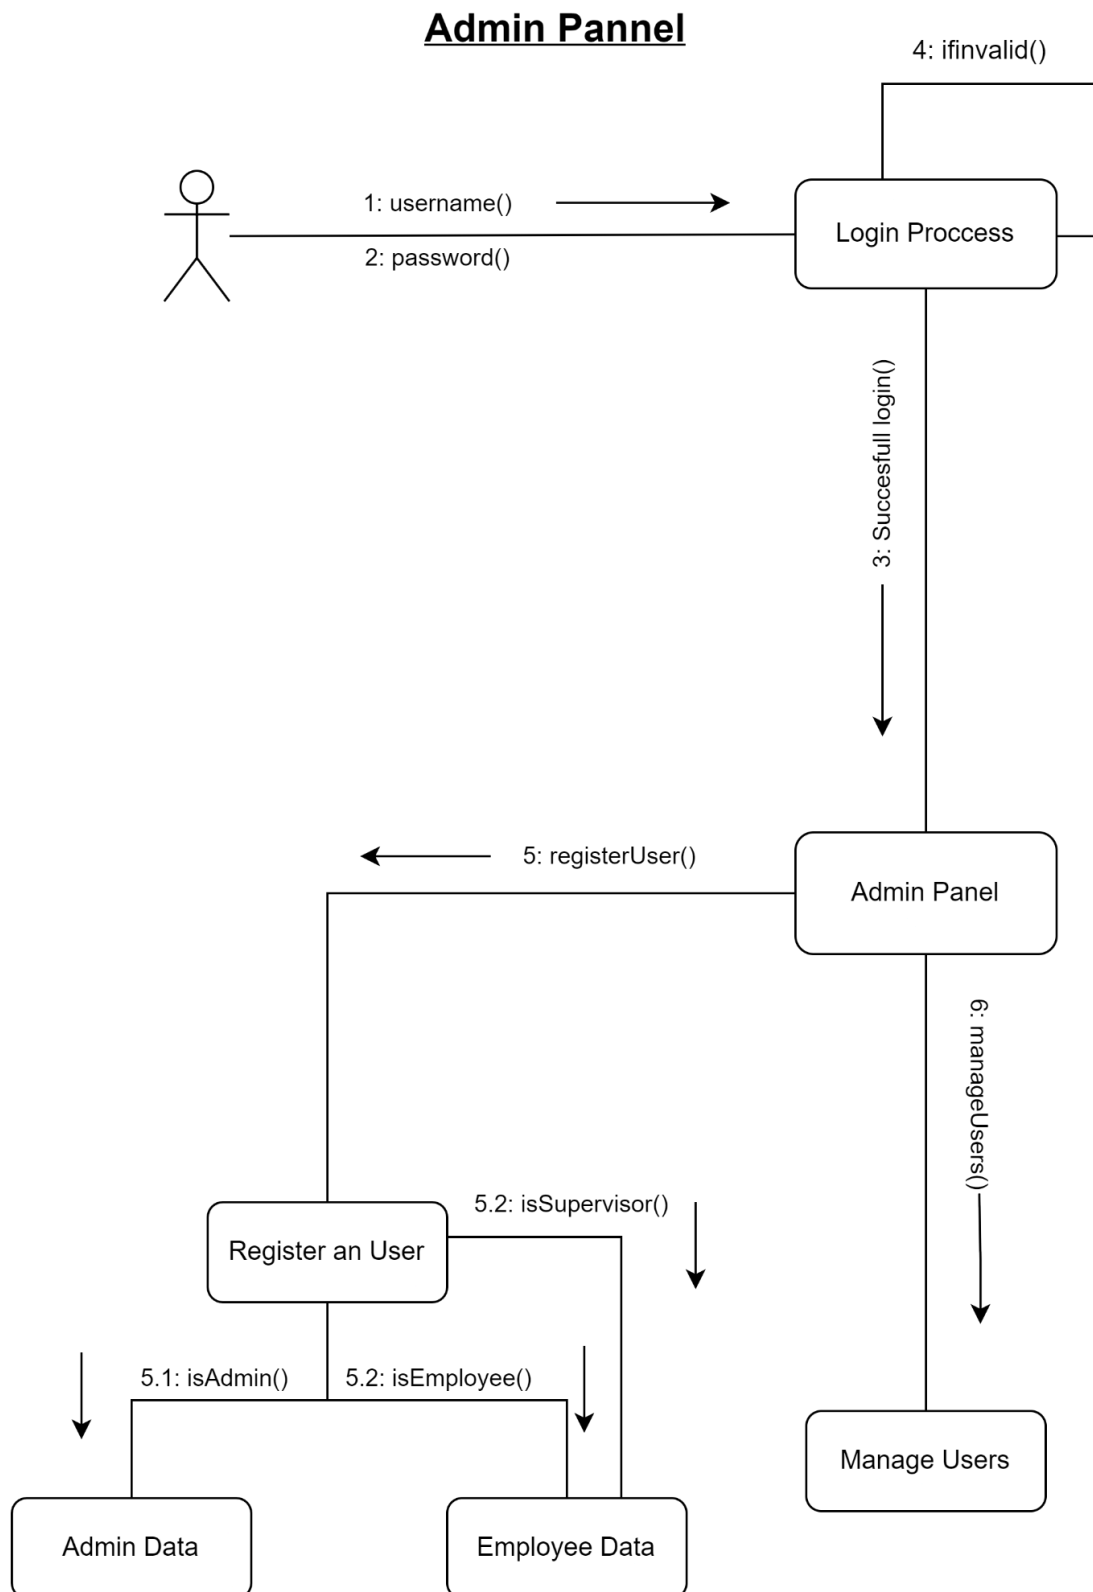 Admin Pannel
4: ifinvalid()
1: username()
Login Proccess
2: password()
3: Succesfull login()
5: registerUser()
Admin Panel
6: manageUsers()
5.2: isSupervisor()
Register an User
5.1: isAdmin()
5.2: isEmployee()
Manage Users
Admin Data
Employee Data